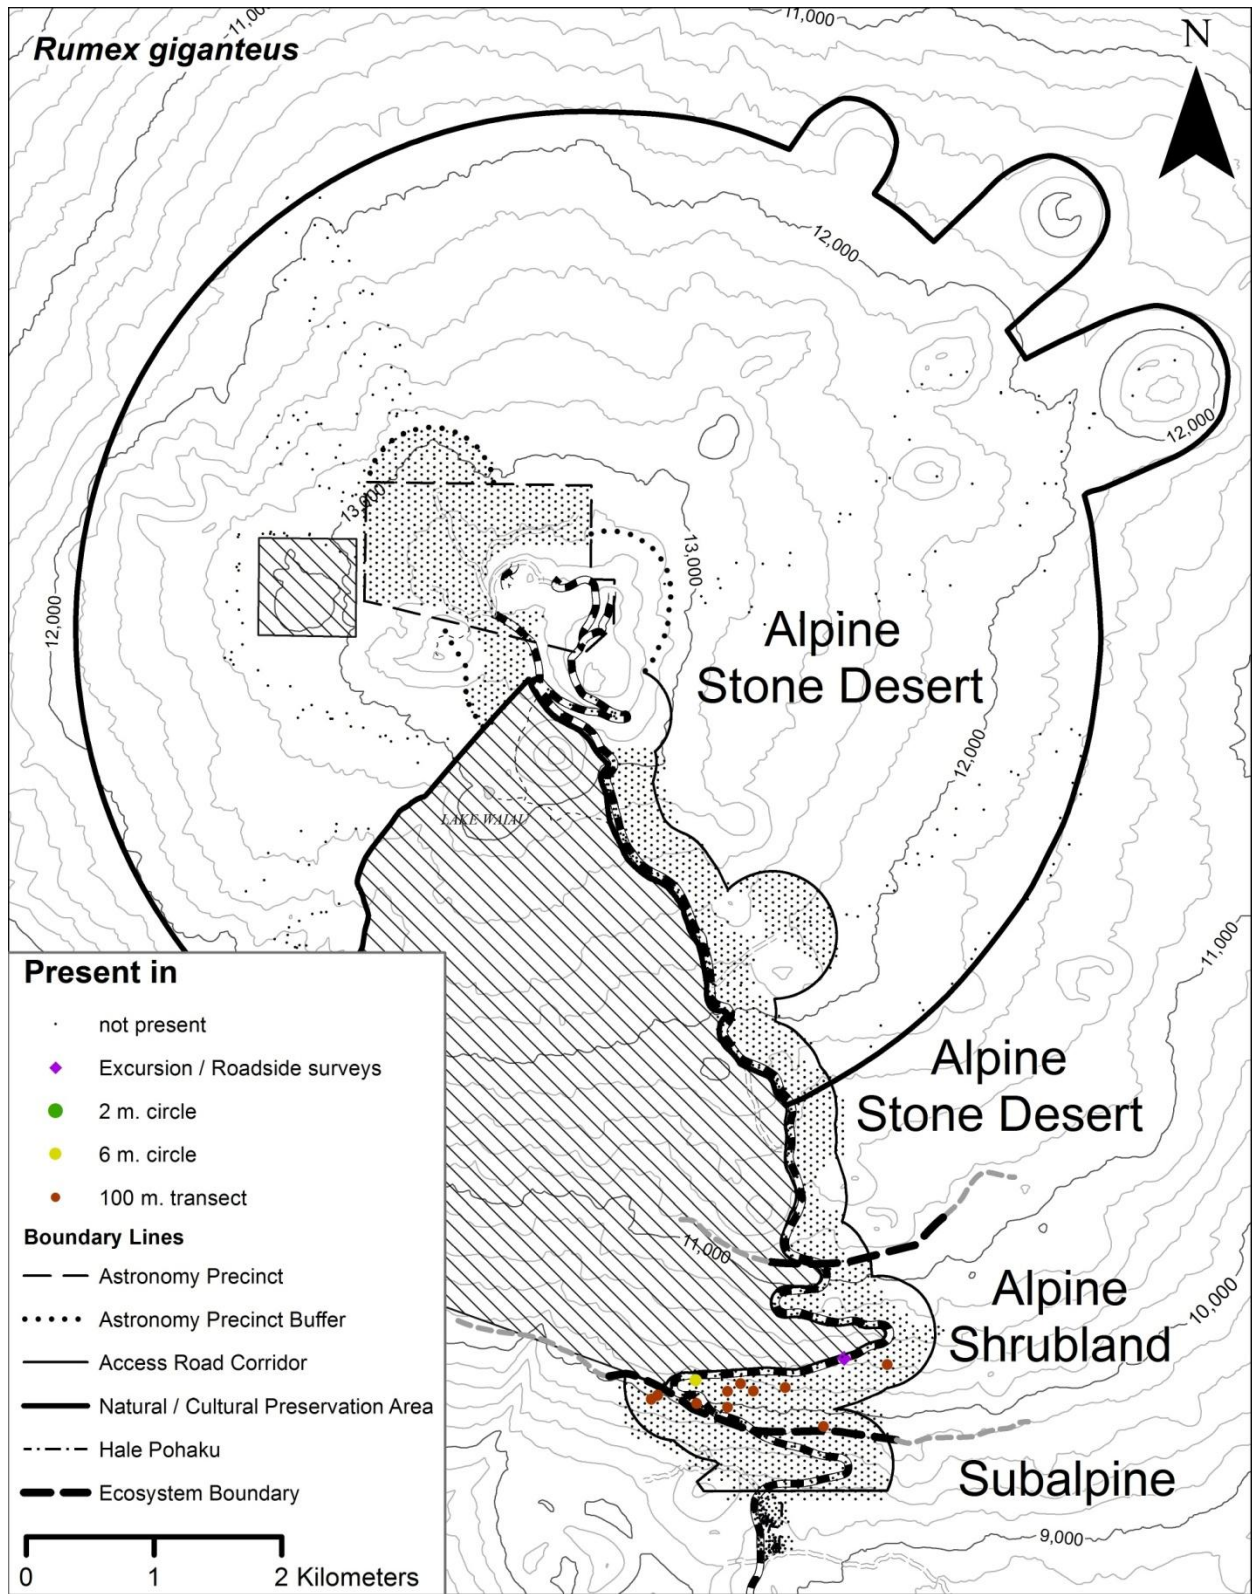 11,000
11,000
Rumex giganteus
N
12,000
12,000
13,000
13,000
12,000
Alpine
Stone Desert
12,000
LAKE WAIAU
11,000
Present in
not present
Excursion / Roadside surveys
2 m. circle
6 m. circle
100 m. transect
Boundary Lines
Astronomy Precinct
Astronomy Precinct Buffer
Access Road Corridor
Natural / Cultural Preservation Area
Hale Pohaku
Ecosystem Boundary
0 1 2 Kilometers
Alpine
Stone Desert
11,000
Alpine
Shrubland
10,000
Subalpine
9,000